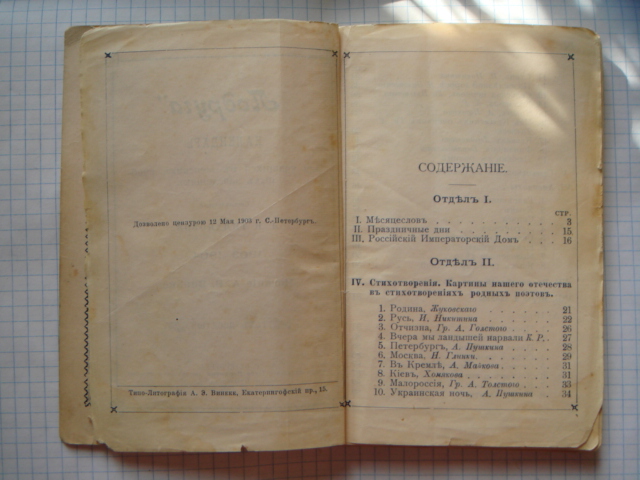 Дозволено цензурою 12 Мая 1903 г. С.-Петербургъ.
Типо-Литографія А. Ѳ. Винеке, Екатерингофскій пр., 15.
СОДЕРЖАНІЕ.
Отдѣлъ I.
СТР.
I. Мѣсяцесловъ 3
II. Праздничные дни 15
III. Россійскій Императорскій Домъ 16
Отдѣлъ II.
IV. Стихотворенія. Картины нашего отечества
въ стихотвореніяхъ родныхъ поэтовъ.
1. Родина, Жуковскаго 21
2. Русь, И. Никитина 22
3. Отчизна, Гр. А. Толстого 26
4. Вчера мы ландышей нарвали К. Р. 27
5. Петербургъ, А. Пушкина 28
6. Москва, Ѳ. Глинки 29
7. Въ Кремлѣ, А. Майкова 31
8. Кіевъ, Хомякова 31
9. Малороссія, Гр. А. Толстого 33
10. Украинская ночь, А. Пушкина 34